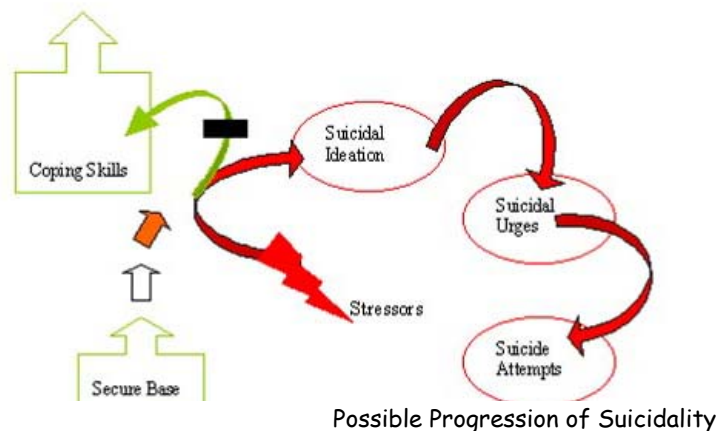 Suicidal
Ideation
Coping Skills
Suicidal
Urges
Stressors
Suicide
Attempts
Secure Base
Possible Progression of Suicidality